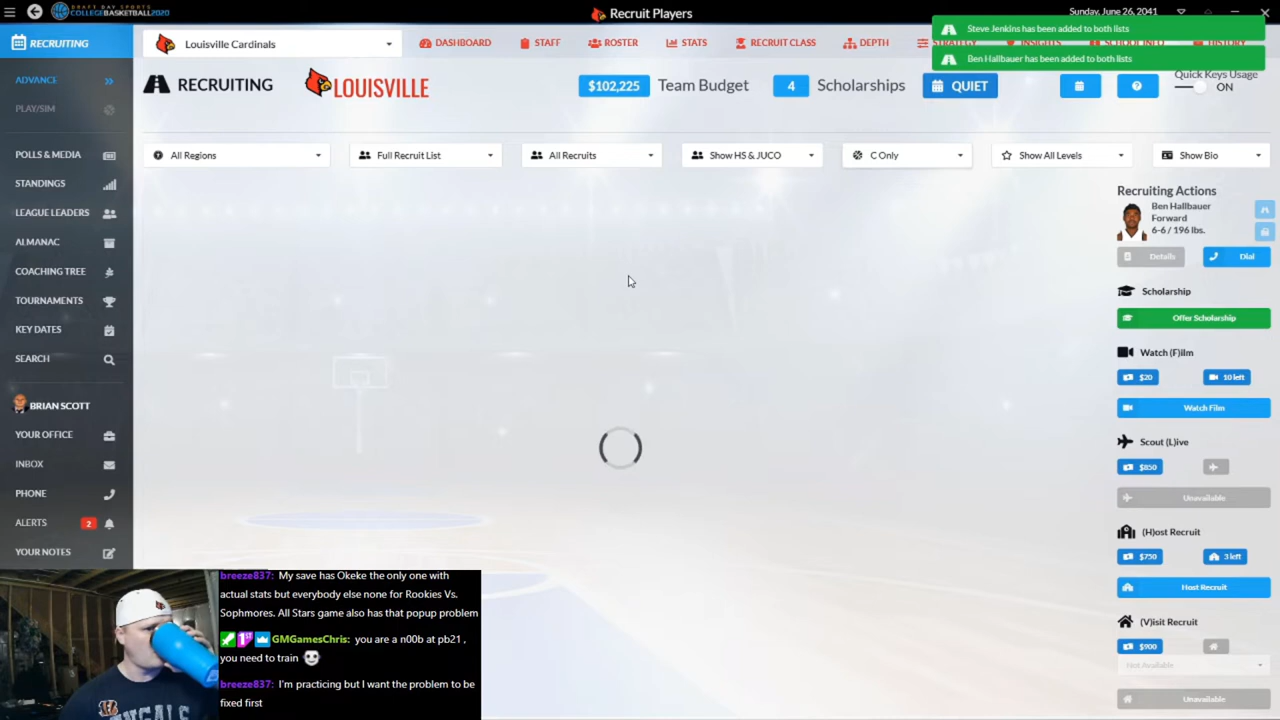 DRAFT DAY SPORTS
COLLEGE BASKETBALL 2020
Recruit Players
Sunday, June 26, 2041
Steve Jenkins has been added to both lists
Ben Hallbauer has been added to both lists
RECRUITING
Louisville Cardinals
DASHBOARD
STAFF
ROSTER
STATS
RECRUIT CLASS
DEPTH
STRATEGY
INSIGHTS
SCHOOL INFO
HISTORY
ADVANCE
PLAY/SIM
RECRUITING
LOUISVILLE
$102,225 Team Budget
4 Scholarships
QUIET
Quick Keys Usage
ON
All Regions
Full Recruit List
All Recruits
Show HS & JUCO
C Only
Show All Levels
Show Bio
POLLS & MEDIA
STANDINGS
LEAGUE LEADERS
ALMANAC
COACHING TREE
TOURNAMENTS
KEY DATES
SEARCH
BRIAN SCOTT
YOUR OFFICE
INBOX
PHONE
ALERTS 2
YOUR NOTES
Recruiting Actions
Ben Hallbauer
Forward
6-6 / 196 lbs.
Details
Dial
Scholarship
Offer Scholarship
Watch (F)ilm
$20
10 left
Watch Film
Scout (L)ive
$850
Unavailable
(H)ost Recruit
$750
3 left
Host Recruit
(V)isit Recruit
$900
Not Available
Unavailable
breeze837: My save has Okeke the only one with
actual stats but everybody else none for Rookies Vs.
Sophmores. All Stars game also has that popup problem
1st GMGamesChris: you are a n00b at pb21 ,
you need to train
breeze837: I'm practicing but I want the problem to be
fixed first
BENGALS